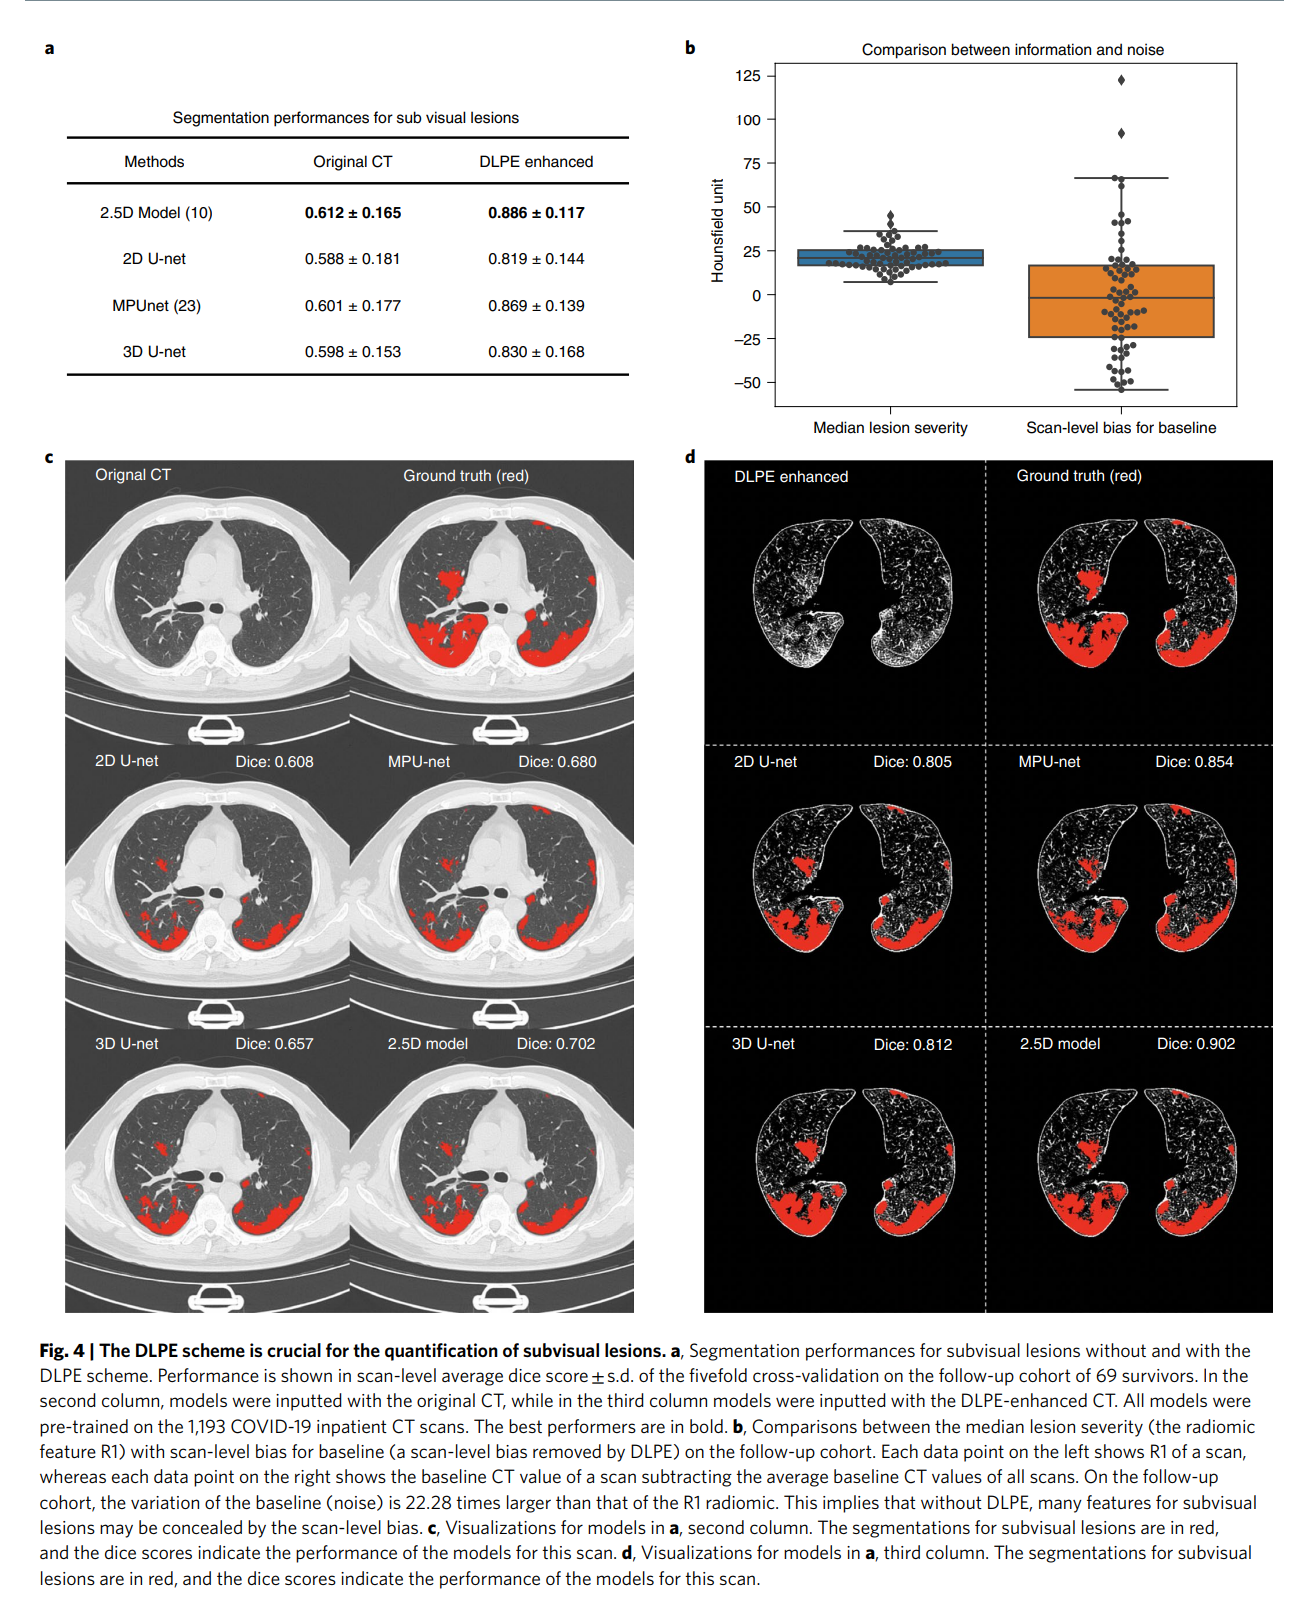 a
Segmentation performances for sub visual lesions
Methods Original CT DLPE enhanced
2.5D Model (10) 0.612 ± 0.165 0.886 ± 0.117
2D U-net 0.588 ± 0.181 0.819 ± 0.144
MPUnet (23) 0.601 ± 0.177 0.869 ± 0.139
3D U-net 0.598 ± 0.153 0.830 ± 0.168
b
Comparison between information and noise
Hounsfield unit
125
100
75
50
25
0
−25
−50
Median lesion severity Scan-level bias for baseline
c
Orignal CT Ground truth (red)
2D U-net Dice: 0.608 MPU-net Dice: 0.680
3D U-net Dice: 0.657 2.5D model Dice: 0.702
d
DLPE enhanced Ground truth (red)
2D U-net Dice: 0.805 MPU-net Dice: 0.854
3D U-net Dice: 0.812 2.5D model Dice: 0.902
Fig. 4 | The DLPE scheme is crucial for the quantification of subvisual lesions. a, Segmentation performances for subvisual lesions without and with the
DLPE scheme. Performance is shown in scan-level average dice score ± s.d. of the fivefold cross-validation on the follow-up cohort of 69 survivors. In the
second column, models were inputted with the original CT, while in the third column models were inputted with the DLPE-enhanced CT. All models were
pre-trained on the 1,193 COVID-19 inpatient CT scans. The best performers are in bold. b, Comparisons between the median lesion severity (the radiomic
feature R1) with scan-level bias for baseline (a scan-level bias removed by DLPE) on the follow-up cohort. Each data point on the left shows R1 of a scan,
whereas each data point on the right shows the baseline CT value of a scan subtracting the average baseline CT values of all scans. On the follow-up
cohort, the variation of the baseline (noise) is 22.28 times larger than that of the R1 radiomic. This implies that without DLPE, many features for subvisual
lesions may be concealed by the scan-level bias. c, Visualizations for models in a, second column. The segmentations for subvisual lesions are in red,
and the dice scores indicate the performance of the models for this scan. d, Visualizations for models in a, third column. The segmentations for subvisual
lesions are in red, and the dice scores indicate the performance of the models for this scan.